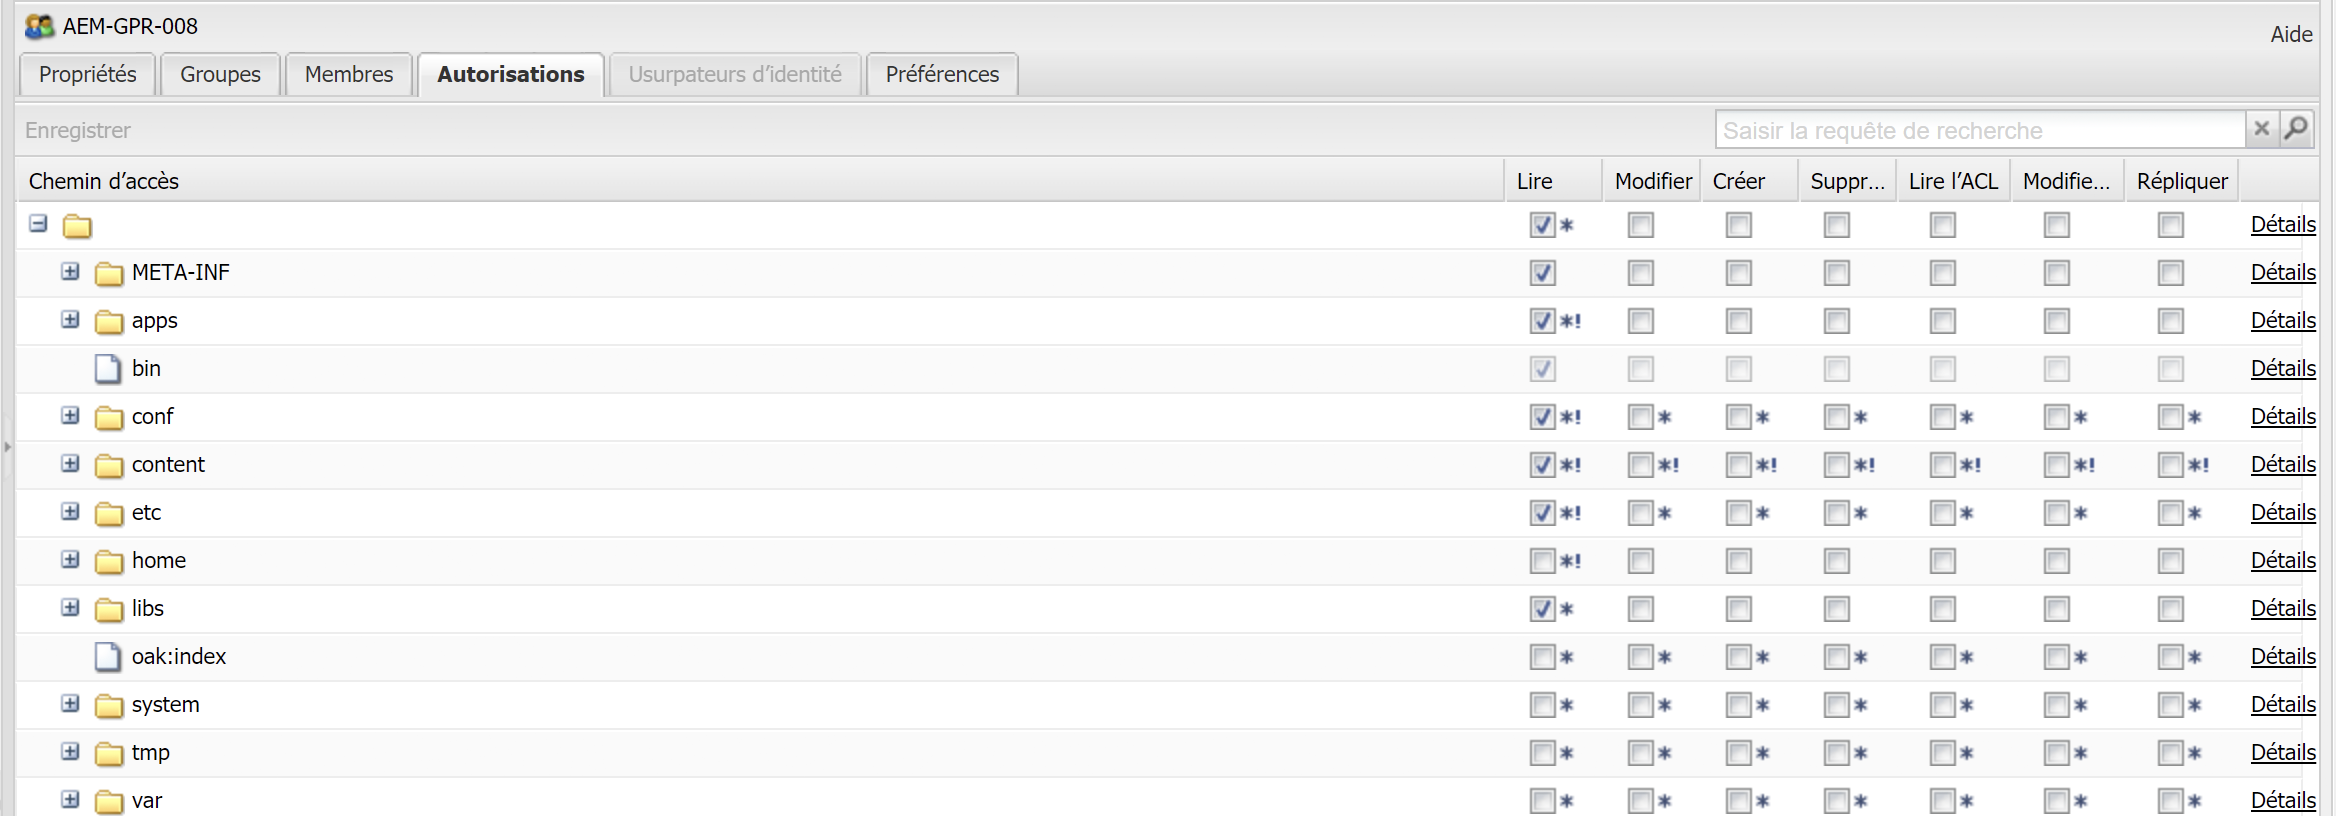 AEM-GPR-008
Aide
Propriétés Groupes Membres Autorisations Usurpateurs d’identité Préférences
Enregistrer Saisir la requête de recherche
Chemin d’accès Lire Modifier Créer Suppr... Lire l’ACL Modifie... Répliquer
* Détails
META-INF Détails
apps *! Détails
bin Détails
conf *! * * * * * * Détails
content *! *! *! *! *! *! *! Détails
etc *! * * * * * * Détails
home *! Détails
libs * Détails
oak:index * * * * * * * Détails
system * * * * * * * Détails
tmp * * * * * * * Détails
var * * * * * * * Détails